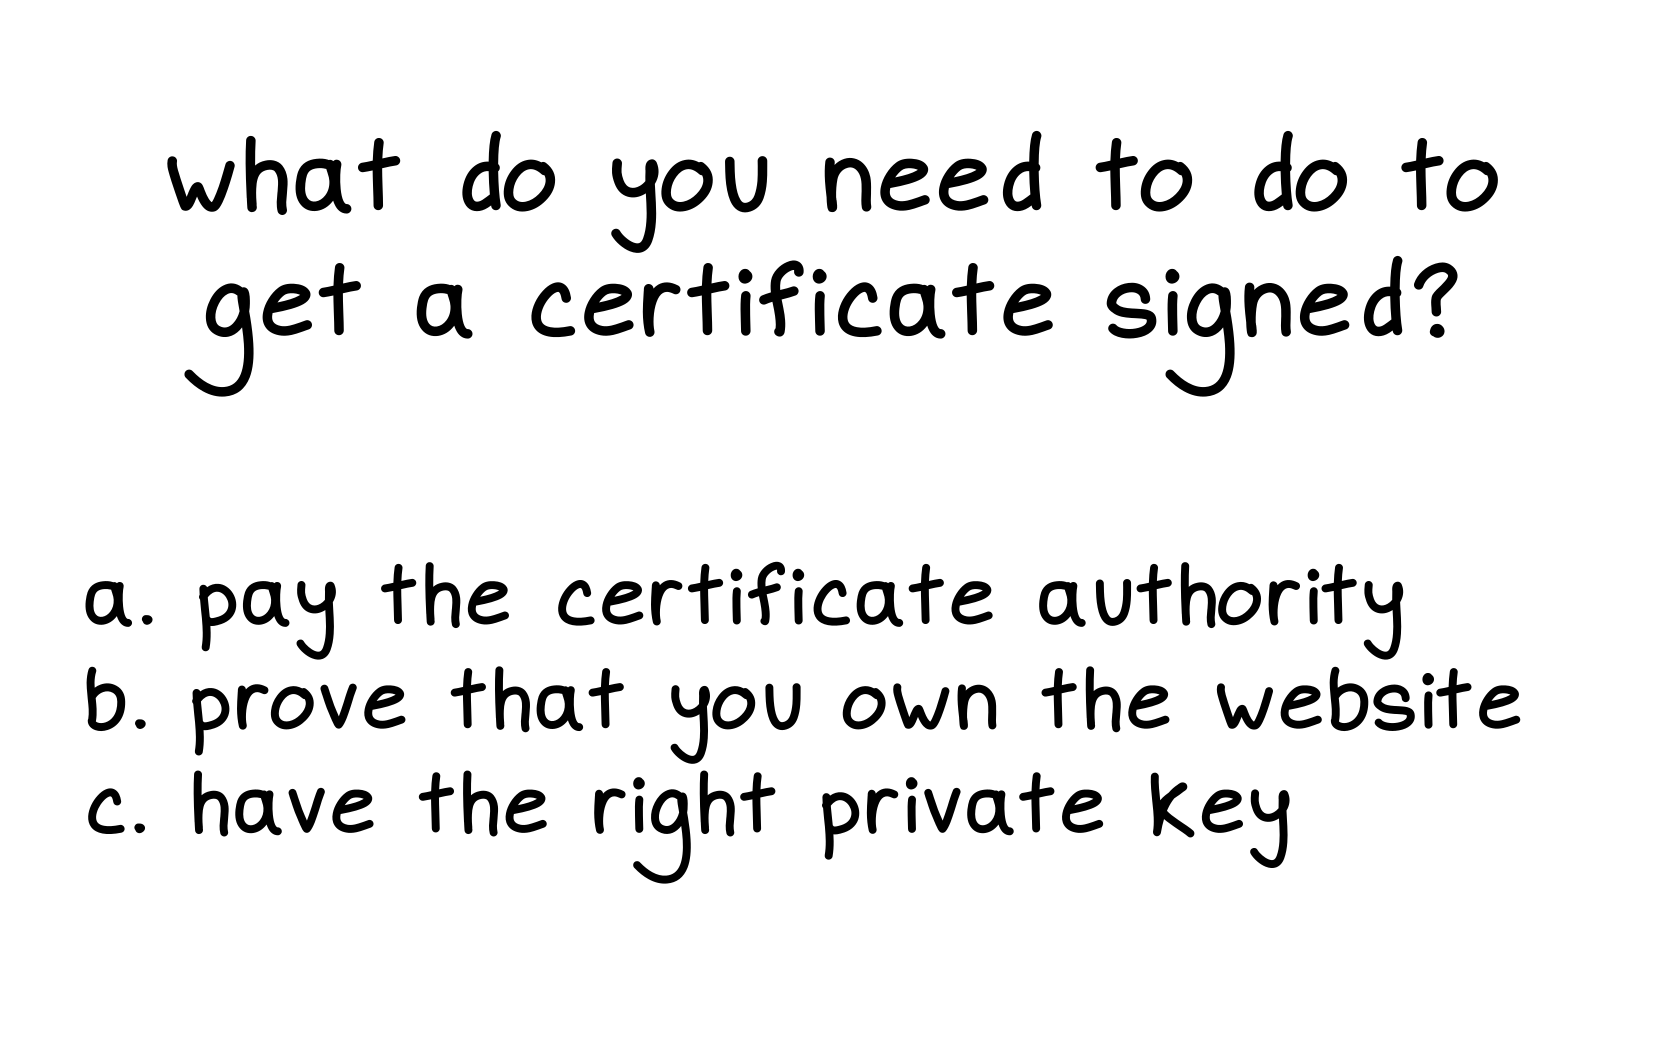 what do you need to do to
get a certificate signed?
a. pay the certificate authority
b. prove that you own the website
c. have the right private key